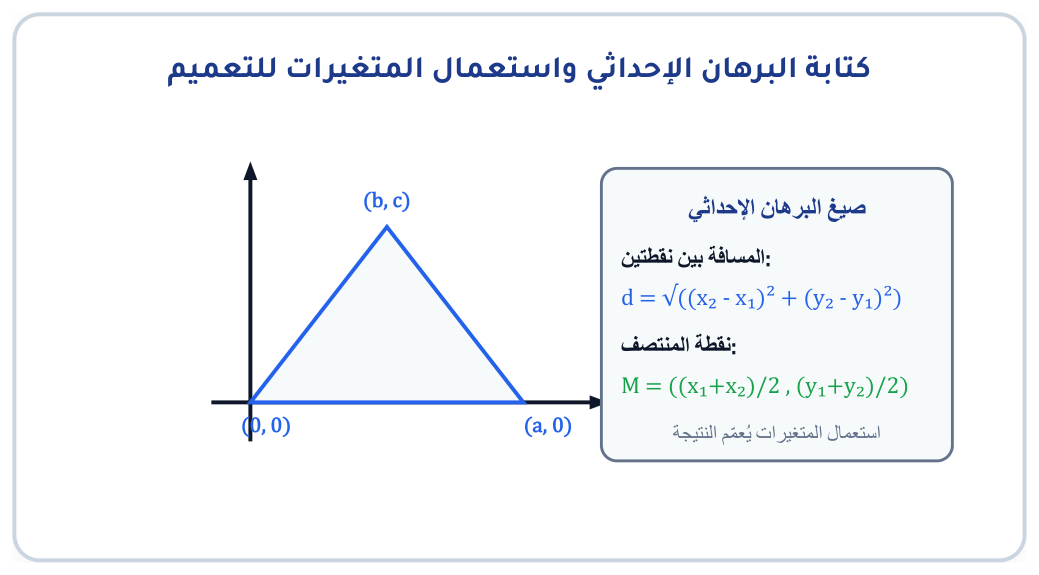 كتابة البرهان الإحداثي واستعمال المتغيرات للتعميم
(b, c)
(0, 0)
(a, 0)
صيغ البرهان الإحداثي
المسافة بين نقطتين:
d = √((x₂ - x₁)² + (y₂ - y₁)²)
نقطة المنتصف:
M = ((x₁+x₂)/2 , (y₁+y₂)/2)
استعمال المتغيرات يُعمّم النتيجة